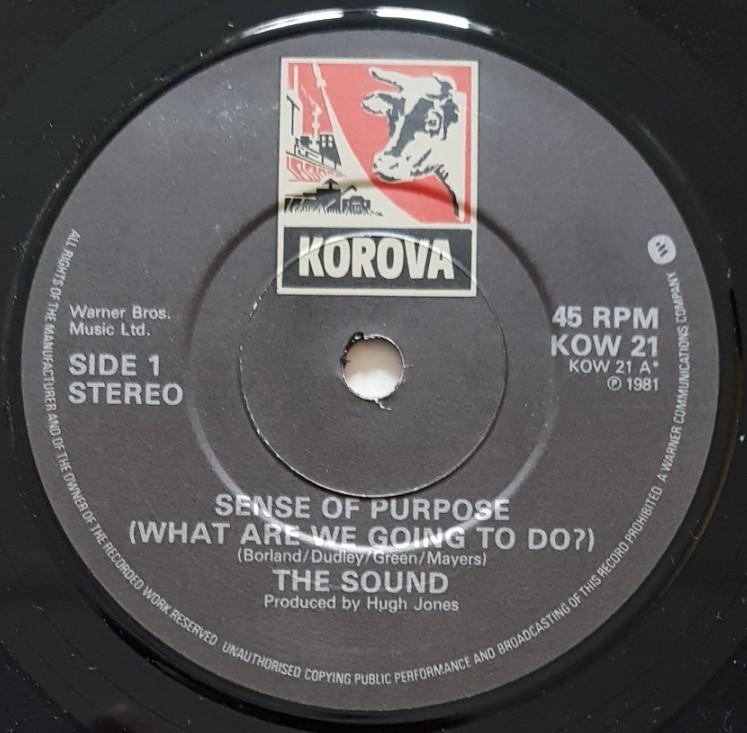 KOROVA
Warner Bros.
Music Ltd.
SIDE 1
STEREO
45 RPM
KOW 21
KOW 21 A*
℗ 1981
SENSE OF PURPOSE
(WHAT ARE WE GOING TO DO?)
(Borland/Dudley/Green/Mayers)
THE SOUND
Produced by Hugh Jones
ALL RIGHTS OF THE MANUFACTURER AND OF THE OWNER OF THE RECORDED WORK RESERVED UNAUTHORISED COPYING PUBLIC PERFORMANCE AND BROADCASTING OF THIS RECORD PROHIBITED A WARNER COMMUNICATIONS COMPANY